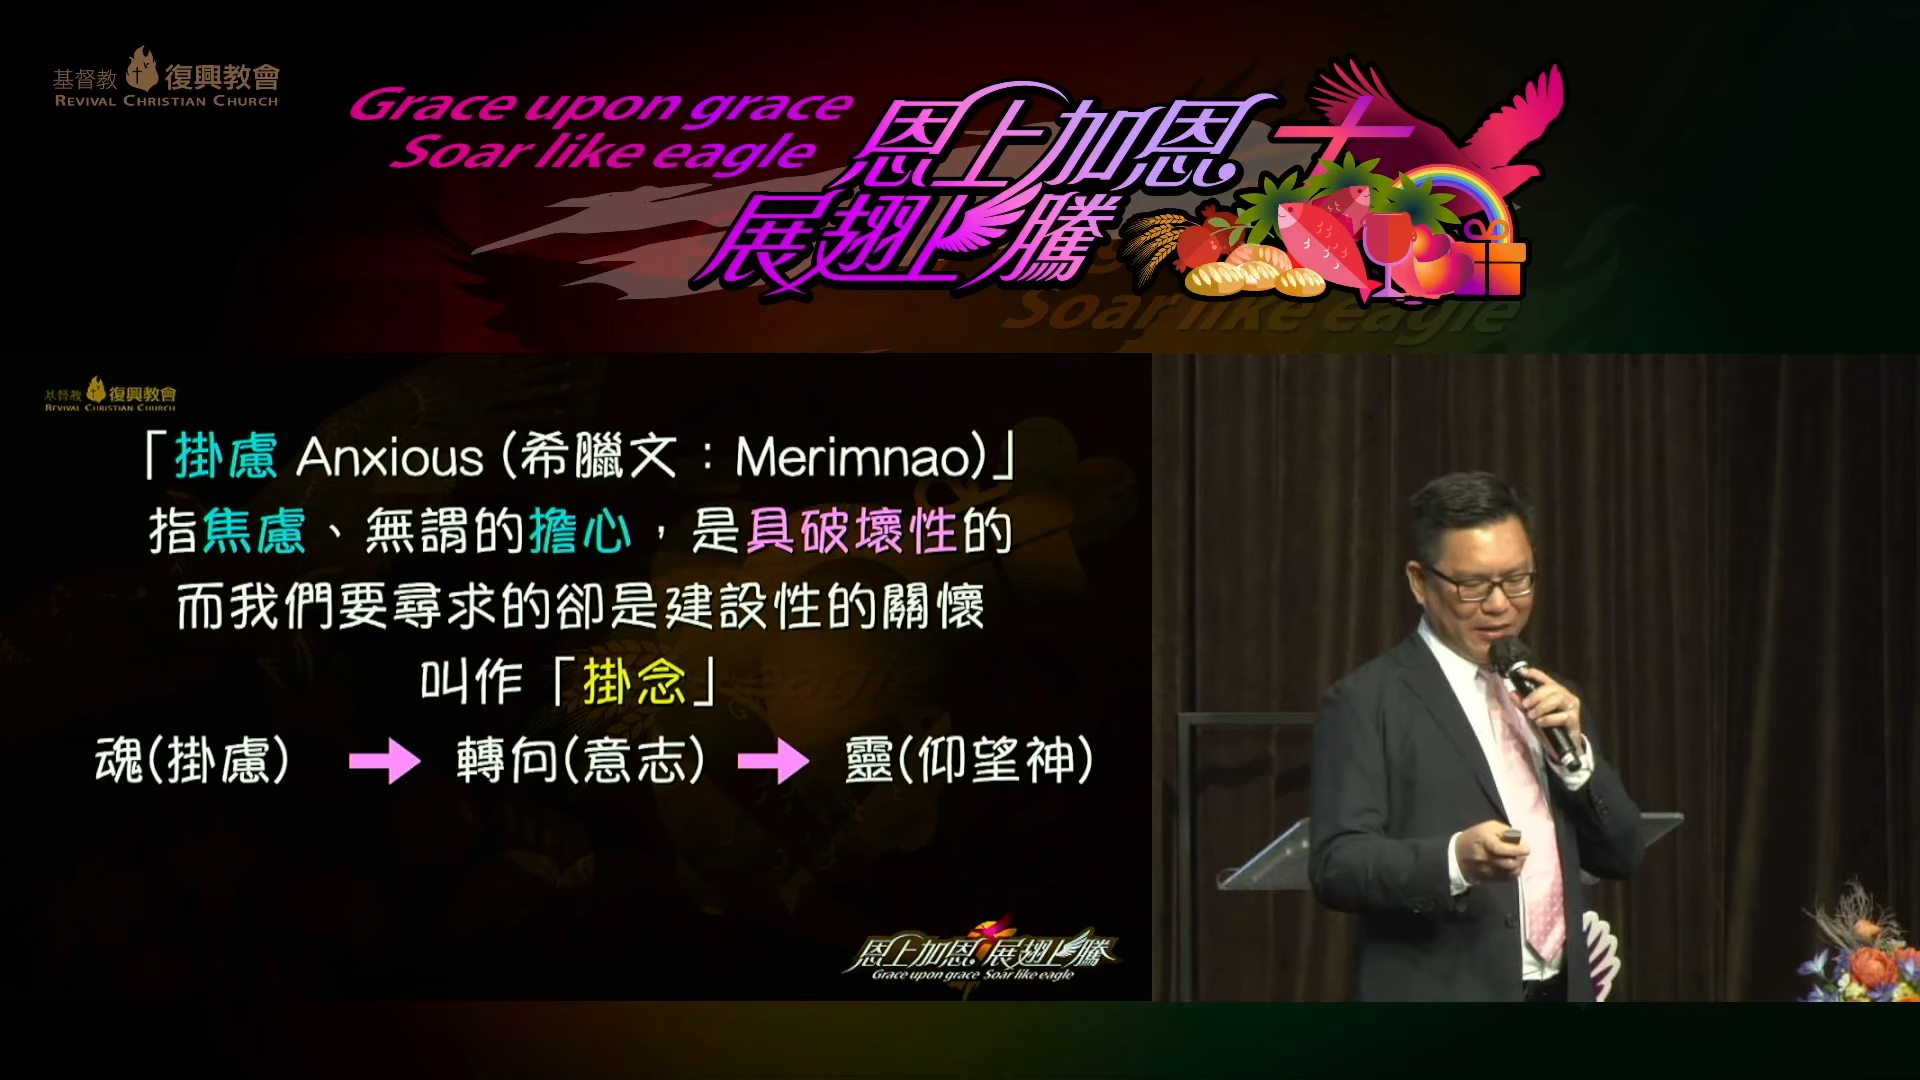 基督教 復興教會
REVIVAL CHRISTIAN CHURCH
Grace upon grace
Soar like eagle
恩上加恩
展翅上騰
Soar like eagle
基督教 復興教會
REVIVAL CHRISTIAN CHURCH
「掛慮 Anxious (希臘文：Merimnao)」
指焦慮、無謂的擔心，是具破壞性的
而我們要尋求的卻是建設性的關懷
叫作「掛念」
魂(掛慮) 轉向(意志) 靈(仰望神)
恩上加恩 展翅上騰
Grace upon grace Soar like eagle